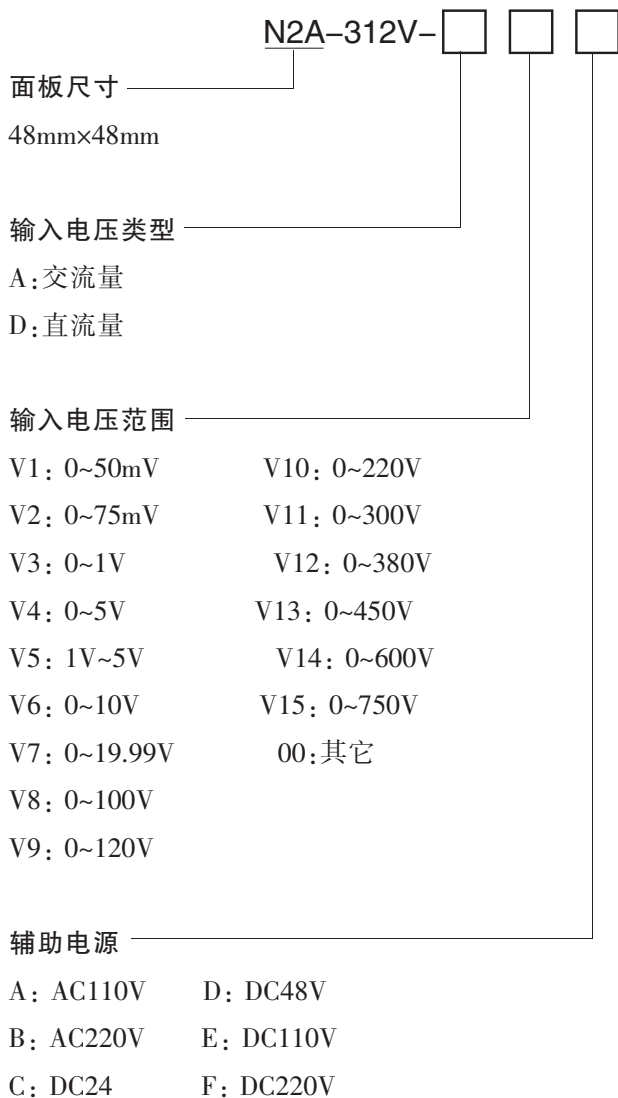 N2A-312V-
面板尺寸
48mm×48mm
输入电压类型
A:交流量
D:直流量
输入电压范围
V1: 0~50mV V10: 0~220V
V2: 0~75mV V11: 0~300V
V3: 0~1V V12: 0~380V
V4: 0~5V V13: 0~450V
V5: 1V~5V V14: 0~600V
V6: 0~10V V15: 0~750V
V7: 0~19.99V 00:其它
V8: 0~100V
V9: 0~120V
辅助电源
A: AC110V D: DC48V
B: AC220V E: DC110V
C: DC24 F: DC220V